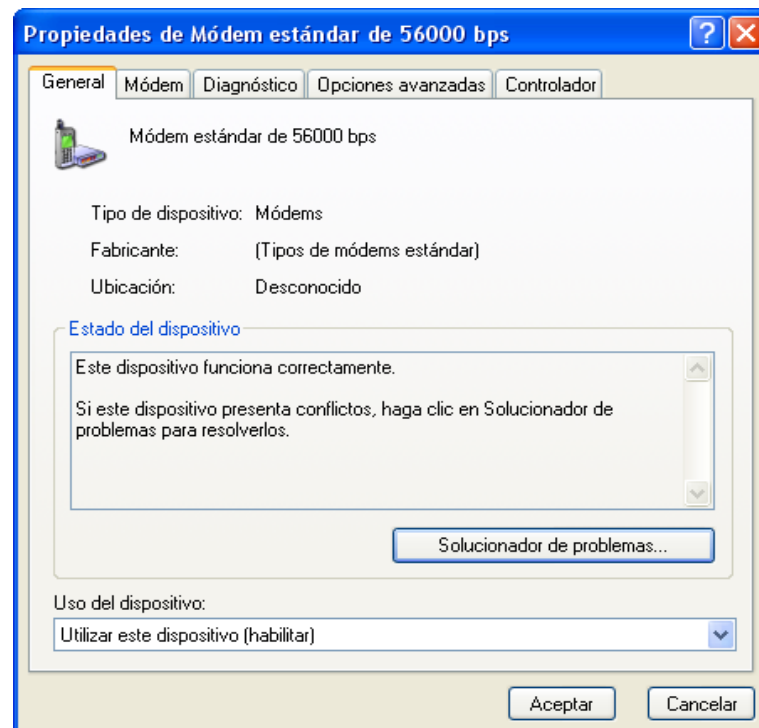 Propiedades de Módem estándar de 56000 bps
General Módem Diagnóstico Opciones avanzadas Controlador
Módem estándar de 56000 bps
Tipo de dispositivo: Módems
Fabricante: (Tipos de módems estándar)
Ubicación: Desconocido
Estado del dispositivo
Este dispositivo funciona correctamente.
Si este dispositivo presenta conflictos, haga clic en Solucionador de
problemas para resolverlos.
Solucionador de problemas...
Uso del dispositivo:
Utilizar este dispositivo (habilitar)
Aceptar Cancelar